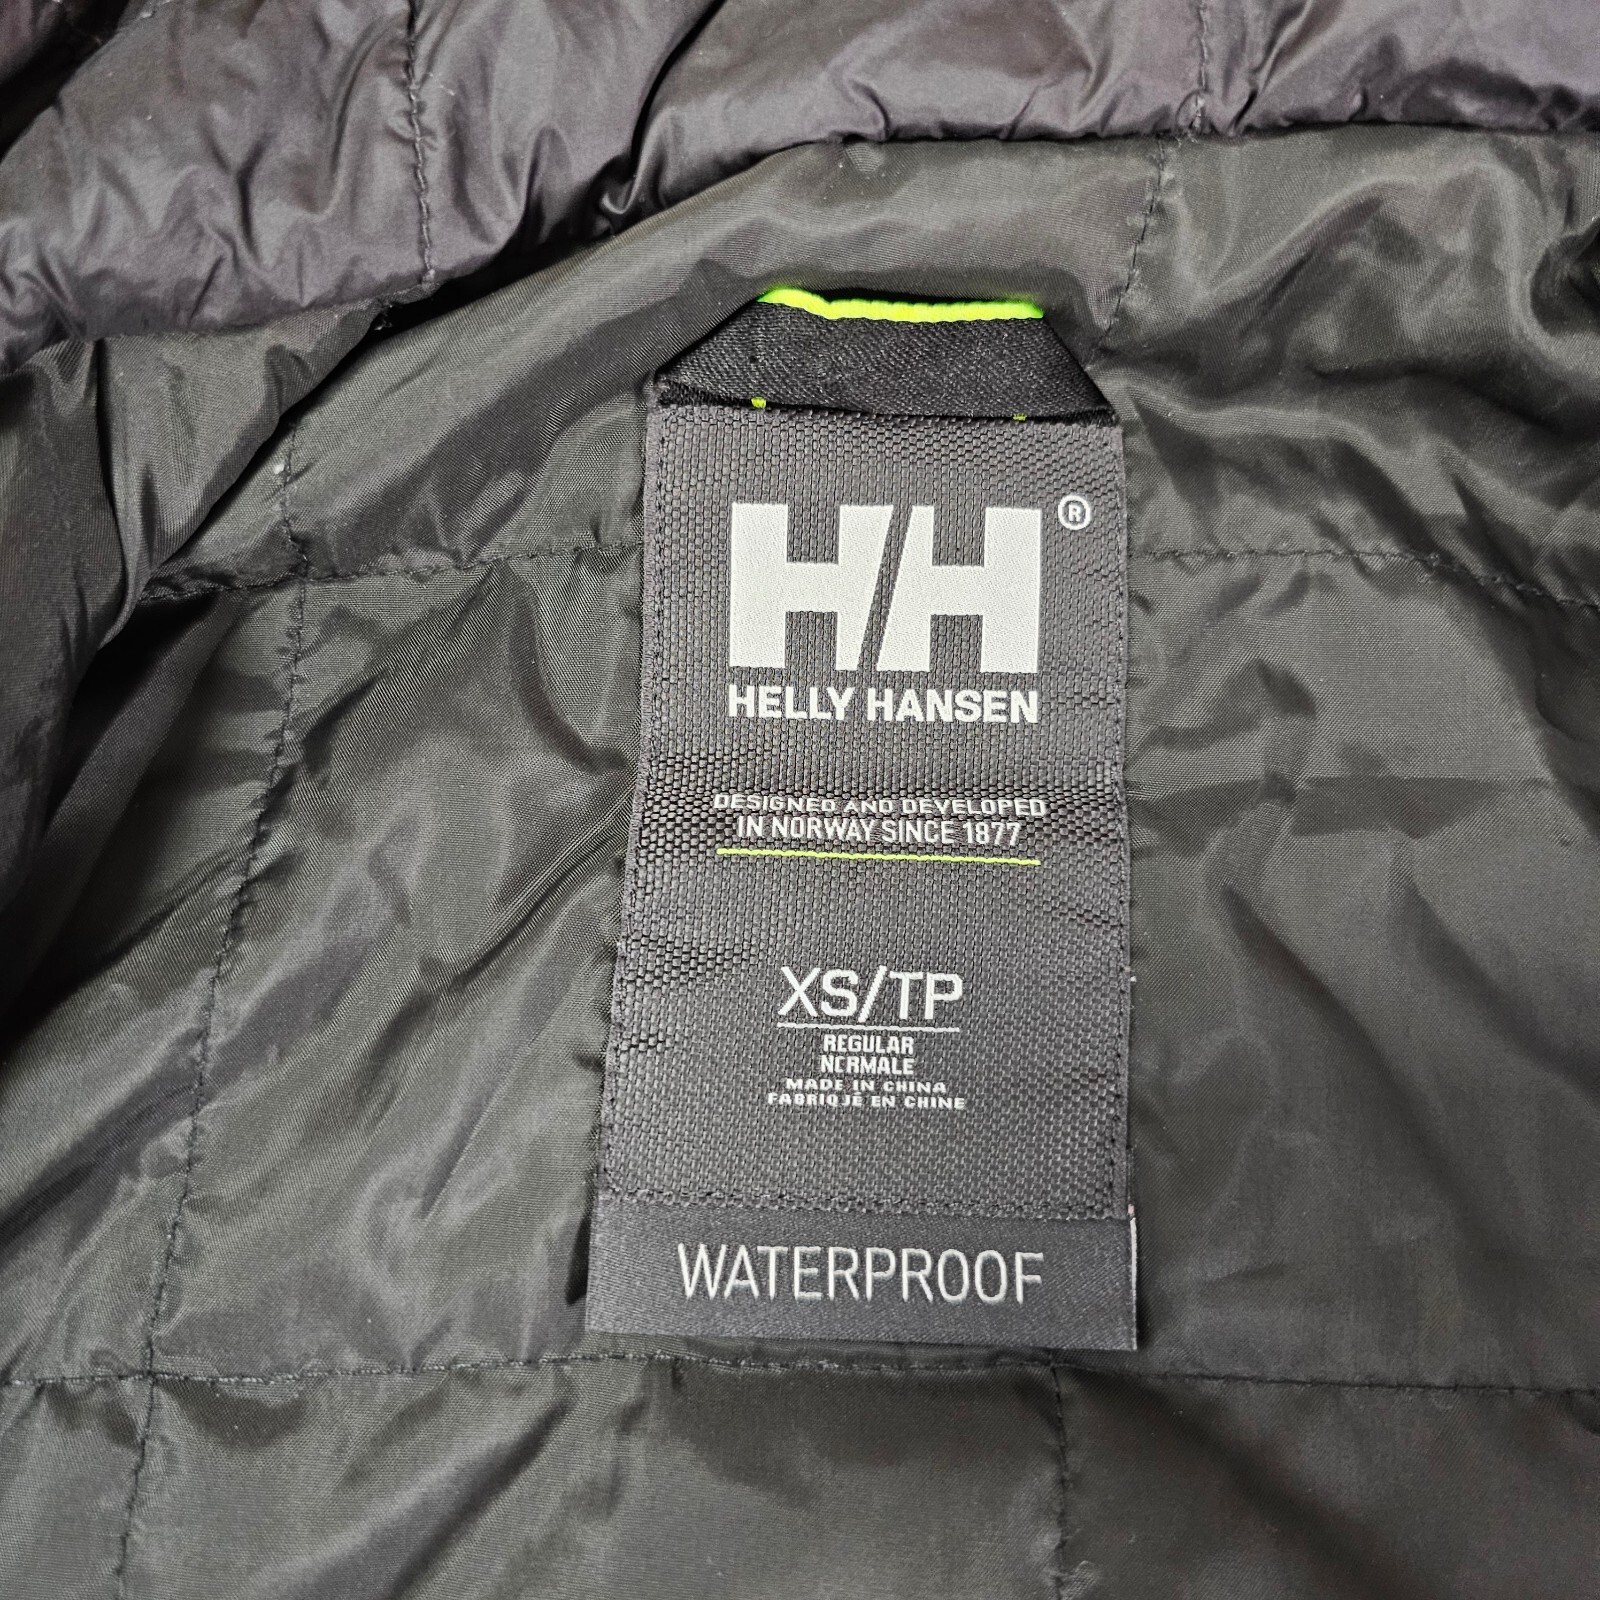 HH®
HELLY HANSEN
DESIGNED AND DEVELOPED
IN NORWAY SINCE 1877
XS/TP
REGULAR
NORMALE
MADE IN CHINA
FABRIQUÉ EN CHINE
WATERPROOF